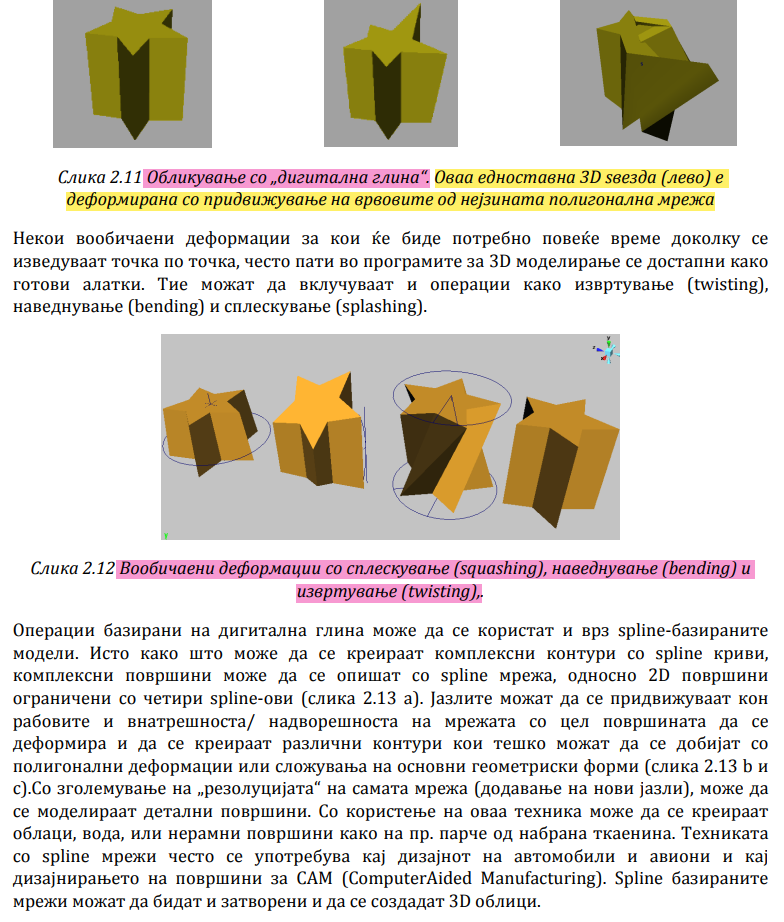 Слика 2.11 Обликување со „дигитална глина“. Оваа едноставна 3D ѕвезда (лево) е
деформирана со придвижување на врвовите од нејзината полигонална мрежа
Некои вообичаени деформации за кои ќе биде потребно повеќе време доколку се
изведуваат точка по точка, често пати во програмите за 3D моделирање се достапни како
готови алатки. Тие можат да вклучуваат и операции како извртување (twisting),
наведнување (bending) и сплескување (splashing).
Слика 2.12 Вообичаени деформации со сплескување (squashing), наведнување (bending) и
извртување (twisting),.
Операции базирани на дигитална глина може да се користат и врз spline-базираните
модели. Исто како што може да се креираат комплексни контури со spline криви,
комплексни површини може да се опишат со spline мрежа, односно 2D површини
ограничени со четири spline-ови (слика 2.13 а). Јазлите можат да се придвижуваат кон
рабовите и внатрешноста/ надворешноста на мрежата со цел површината да се
деформира и да се креираат различни контури кои тешко можат да се добијат со
полигонални деформации или сложувања на основни геометриски форми (слика 2.13 b и
c).Со зголемување на „резолуцијата“ на самата мрежа (додавање на нови јазли), може да
се моделираат детални површини. Со користење на оваа техника може да се креираат
облаци, вода, или нерамни површини како на пр. парче од набрана ткаенина. Техниката
со spline мрежи често се употребува кај дизајнот на автомобили и авиони и кај
дизајнирањето на површини за CAM (ComputerAided Manufacturing). Spline базираните
мрежи можат да бидат и затворени и да се создадат 3D облици.